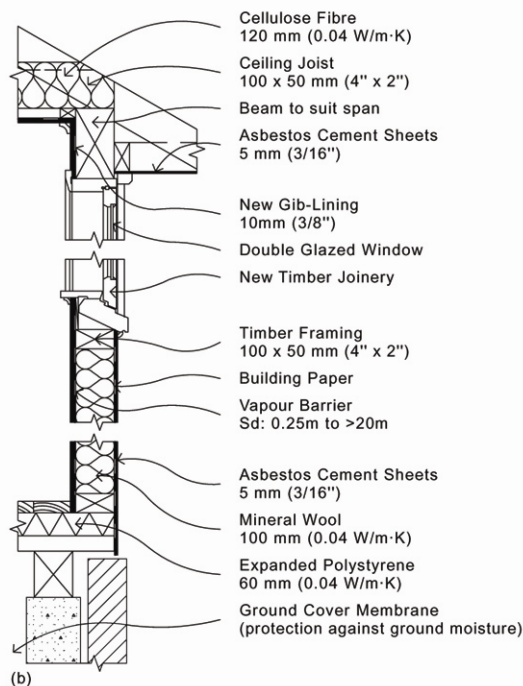 Cellulose Fibre
120 mm (0.04 W/m·K)
Ceiling Joist
100 x 50 mm (4" x 2")
Beam to suit span
Asbestos Cement Sheets
5 mm (3/16")
New Gib-Lining
10mm (3/8")
Double Glazed Window
New Timber Joinery
Timber Framing
100 x 50 mm (4" x 2")
Building Paper
Vapour Barrier
Sd: 0.25m to >20m
Asbestos Cement Sheets
5 mm (3/16")
Mineral Wool
100 mm (0.04 W/m·K)
Expanded Polystyrene
60 mm (0.04 W/m·K)
Ground Cover Membrane
(protection against ground moisture)
(b)